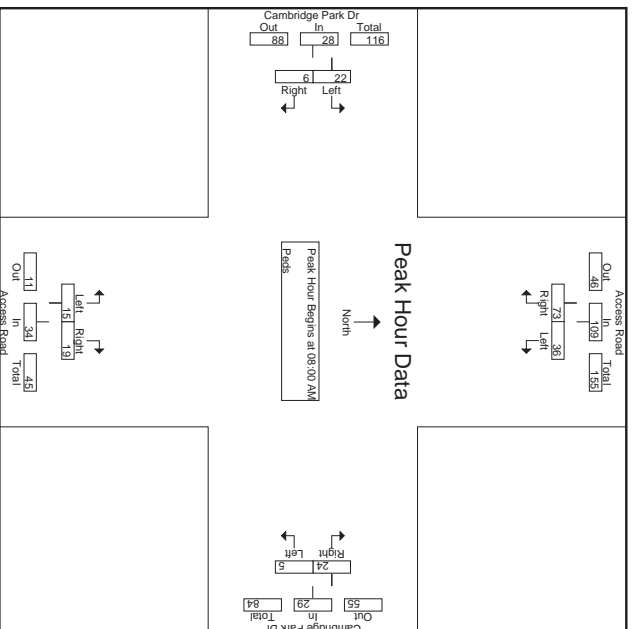 Cambridge Park Dr
Out In Total
88 28 116
6 22
Right Left
Out In Total
46 109 155
73 36
Right Left
Peak Hour Data
North
Peak Hour Begins at 08:00 AM
Peds
Left Right
15 19
Out In Total
11 34 45
Access Road
Right Left
24 5
Out In Total
55 29 84
Cambridge Park Dr
Access Road